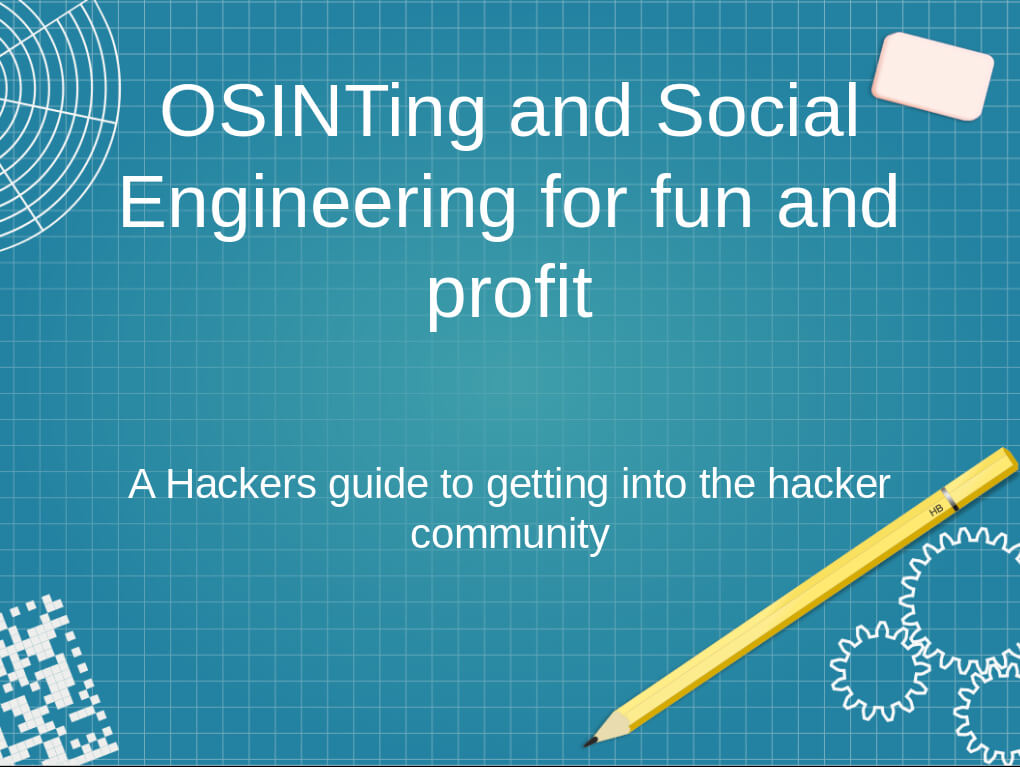 OSINTing and Social
Engineering for fun and
profit
A Hackers guide to getting into the hacker
community
HB